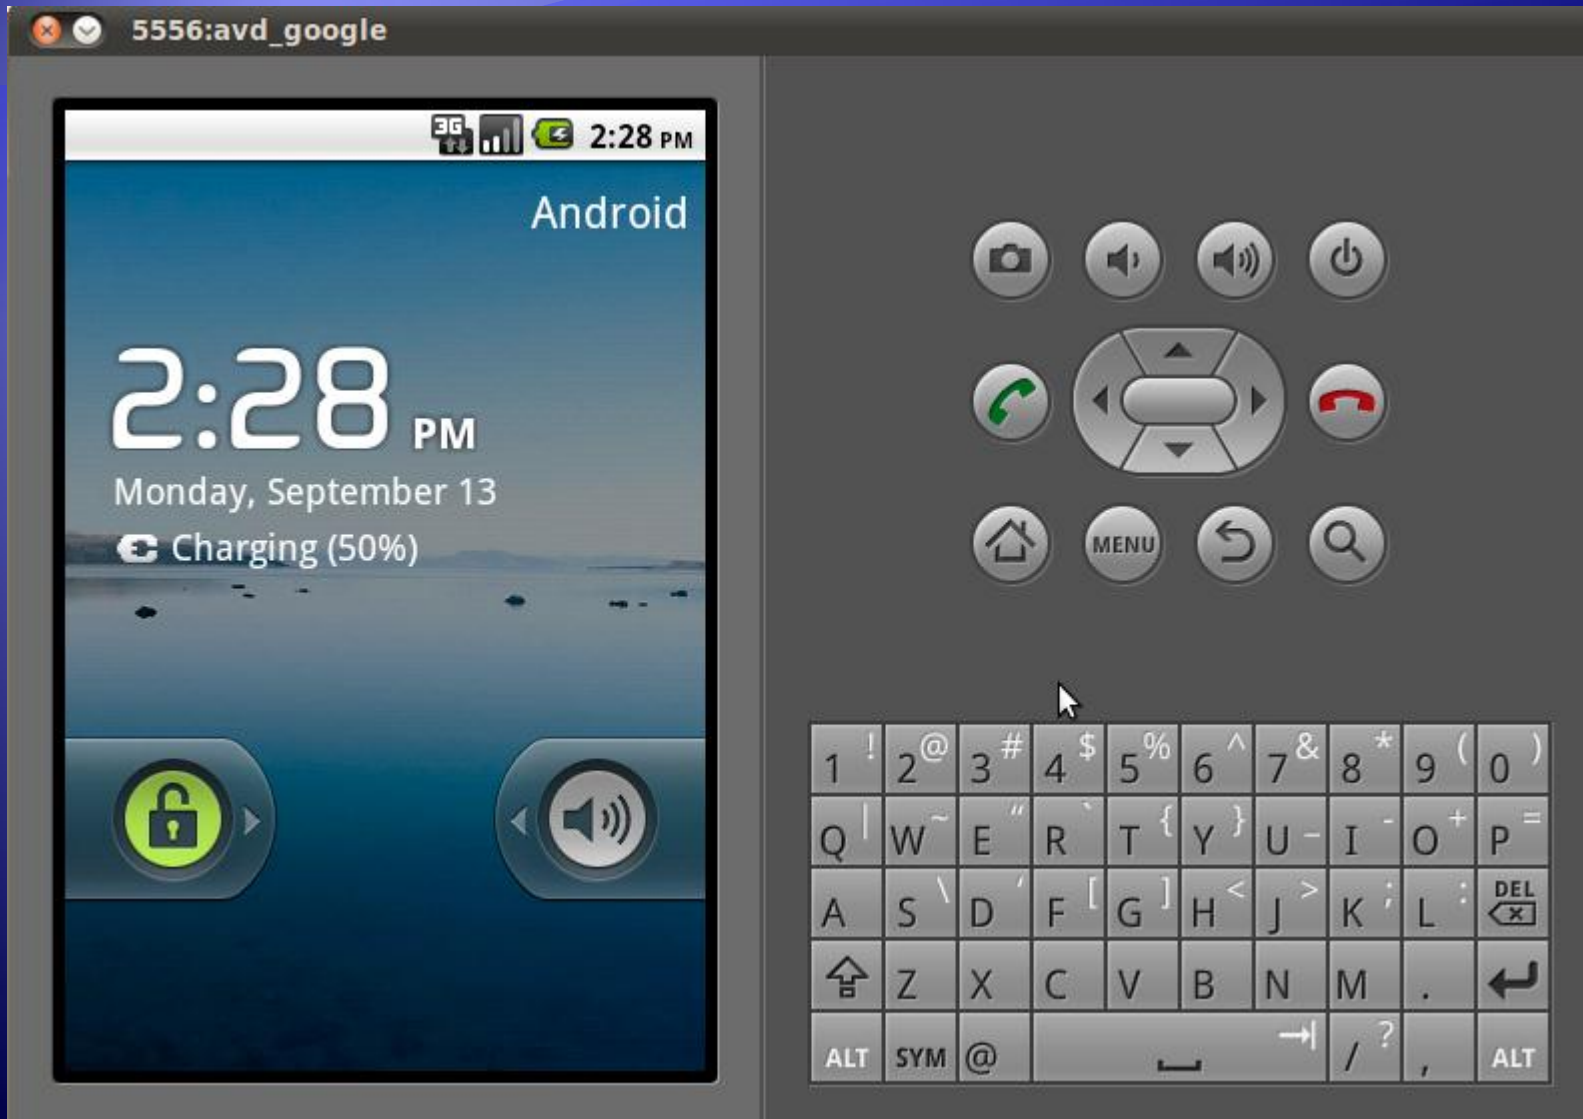 5556:avd_google
3G 2:28 PM
Android
2:28 PM
Monday, September 13
Charging (50%)
MENU
1 ! 2 @ 3 # 4 $ 5 % 6 ^ 7 & 8 * 9 ( 0 )
Q | W ~ E “ R ` T { Y } U _ I - O + P =
A S \ D ' F [ G ] H < J > K ; L : DEL
Z X C V B N M .
ALT SYM @ / ? , ALT